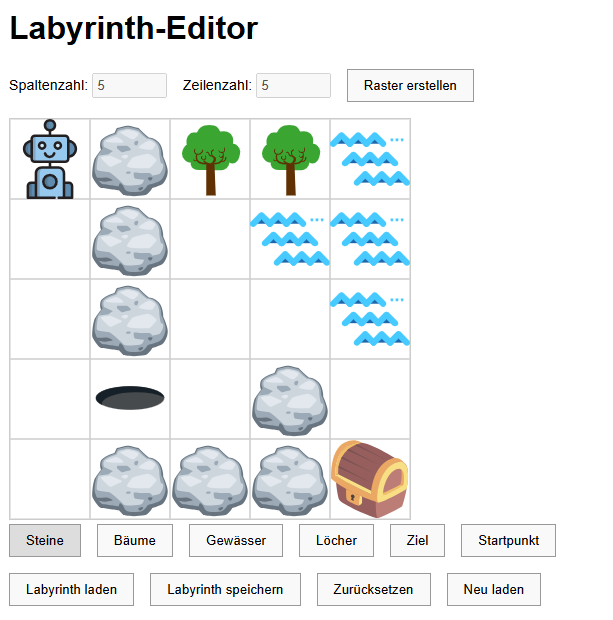 Labyrinth-Editor
Spaltenzahl: 5 Zeilenzahl: 5 Raster erstellen
Steine Bäume Gewässer Löcher Ziel Startpunkt
Labyrinth laden Labyrinth speichern Zurücksetzen Neu laden